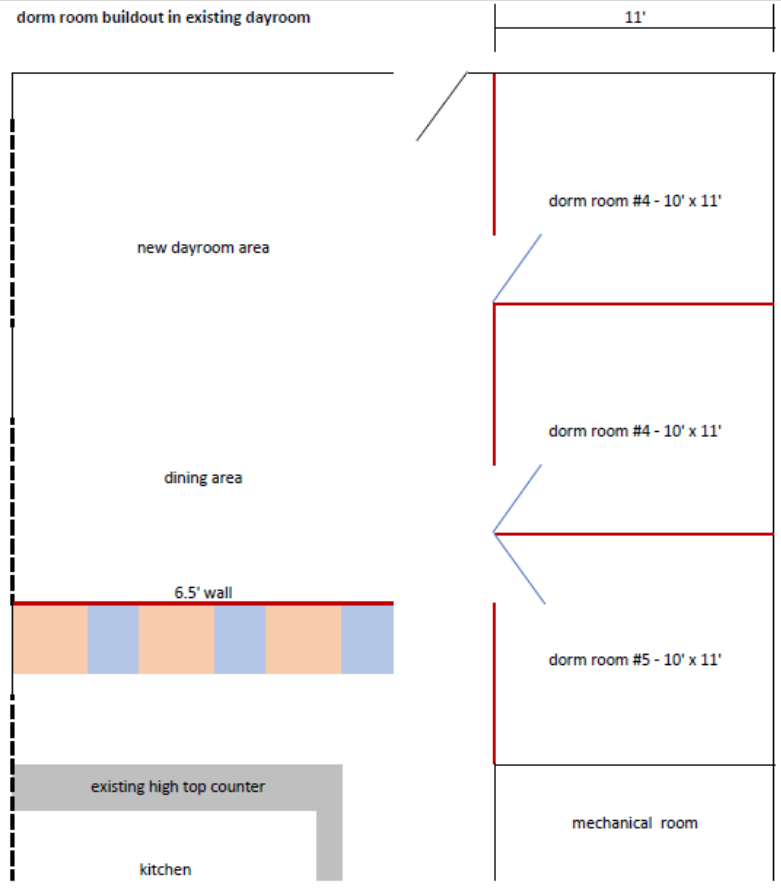 dorm room buildout in existing dayroom
11'
dorm room #4 - 10' x 11'
new dayroom area
dorm room #4 - 10' x 11'
dining area
6.5' wall
dorm room #5 - 10' x 11'
existing high top counter
mechanical room
kitchen